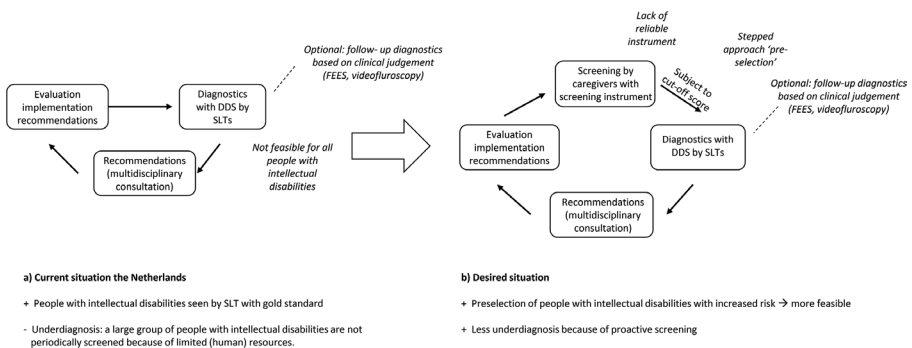 Optional: follow- up diagnostics
based on clinical judgement
(FEES, videofluroscopy)
Evaluation
implementation
recommendations
Diagnostics
with DDS by
SLTs
Recommendations
(multidisciplinary
consultation)
Not feasible for all
people with
intellectual
disabilities
Lack of
reliable
instrument
Stepped
approach ‘pre-
selection’
Screening by
caregivers with
screening instrument
Subject to
cut-off score
Optional: follow-up diagnostics
based on clinical judgement
(FEES, videofluroscopy)
Evaluation
implementation
recommendations
Diagnostics with
DDS by SLTs
Recommendations
(multidisciplinary
consultation)
a) Current situation the Netherlands
+ People with intellectual disabilities seen by SLT with gold standard
- Underdiagnosis: a large group of people with intellectual disabilities are not
periodically screened because of limited (human) resources.
b) Desired situation
+ Preselection of people with intellectual disabilities with increased risk → more feasible
+ Less underdiagnosis because of proactive screening